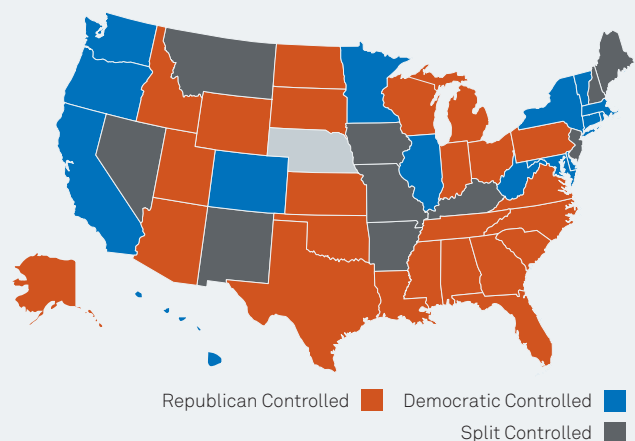 Republican Controlled
Democratic Controlled
Split Controlled